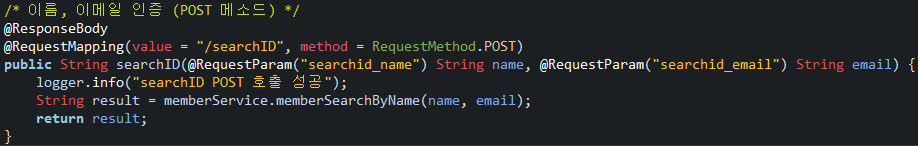 /* 이름, 이메일 인증 (POST 메소드) */
@ResponseBody
@RequestMapping(value = "/searchID", method = RequestMethod.POST)
public String searchID(@RequestParam("searchid_name") String name, @RequestParam("searchid_email") String email) {
    logger.info("searchID POST 호출 성공");
    String result = memberService.memberSearchByName(name, email);
    return result;
}